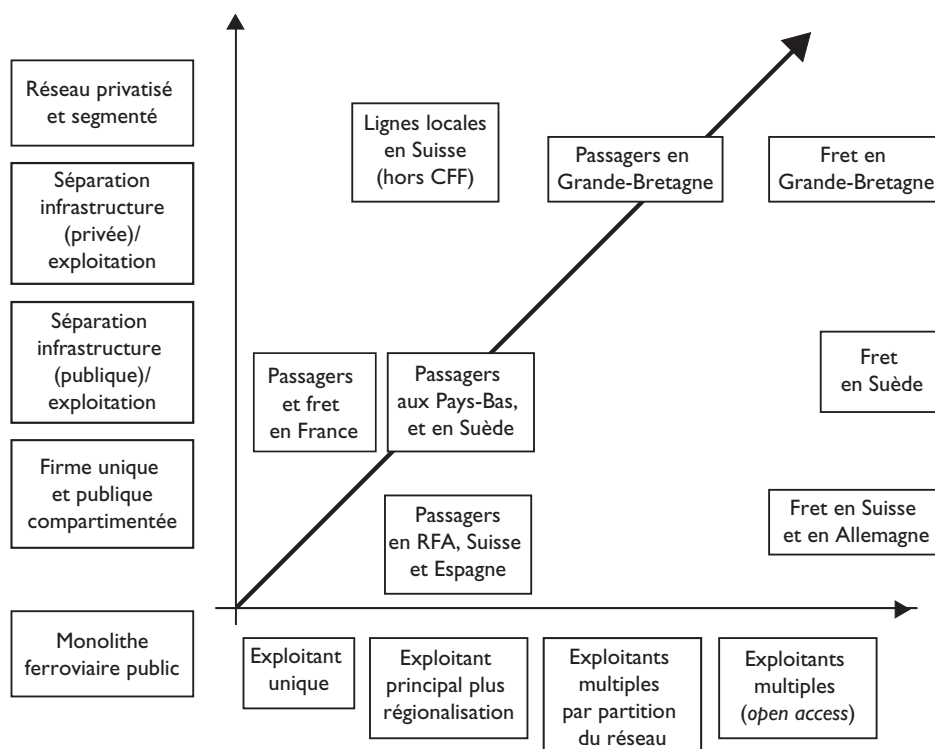 Réseau privatisé
et segmenté
Séparation
infrastructure
(privée)/
exploitation
Séparation
infrastructure
(publique)/
exploitation
Firme unique
et publique
compartimentée
Monolithe
ferroviaire public
Lignes locales
en Suisse
(hors CFF)
Passagers en
Grande-Bretagne
Fret en
Grande-Bretagne
Passagers
et fret
en France
Passagers
aux Pays-Bas,
et en Suède
Fret
en Suède
Passagers
en RFA, Suisse
et Espagne
Fret en Suisse
et en Allemagne
Exploitant
unique
Exploitant
principal plus
régionalisation
Exploitants
multiples
par partition
du réseau
Exploitants
multiples
(open access)